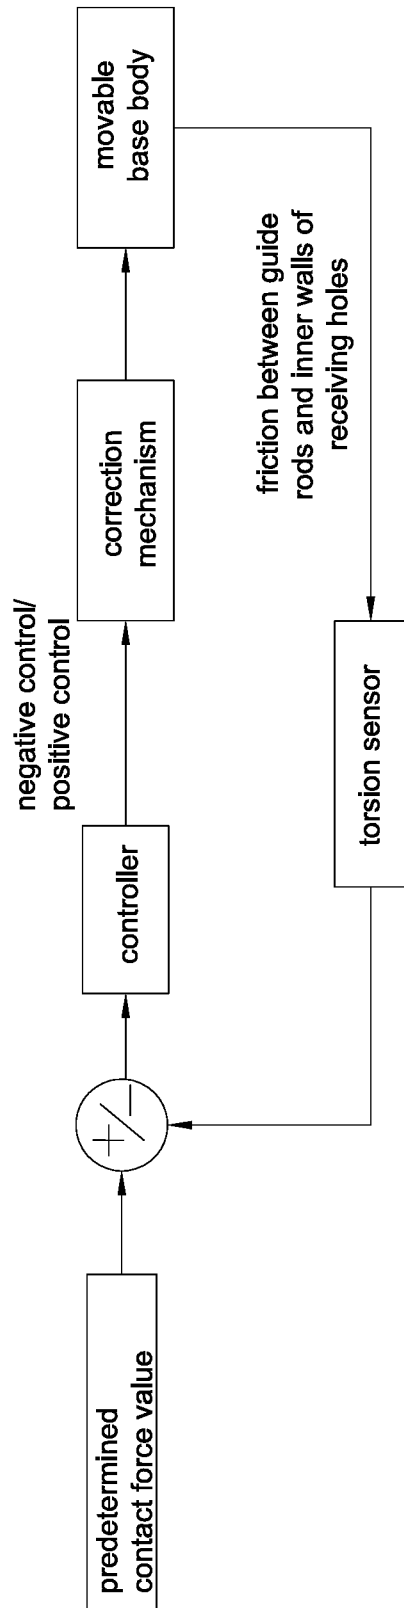 predetermined
contact force value
+/−
controller
negative control/
positive control
correction
mechanism
movable
base body
friction between guide
rods and inner walls of
receiving holes
torsion sensor